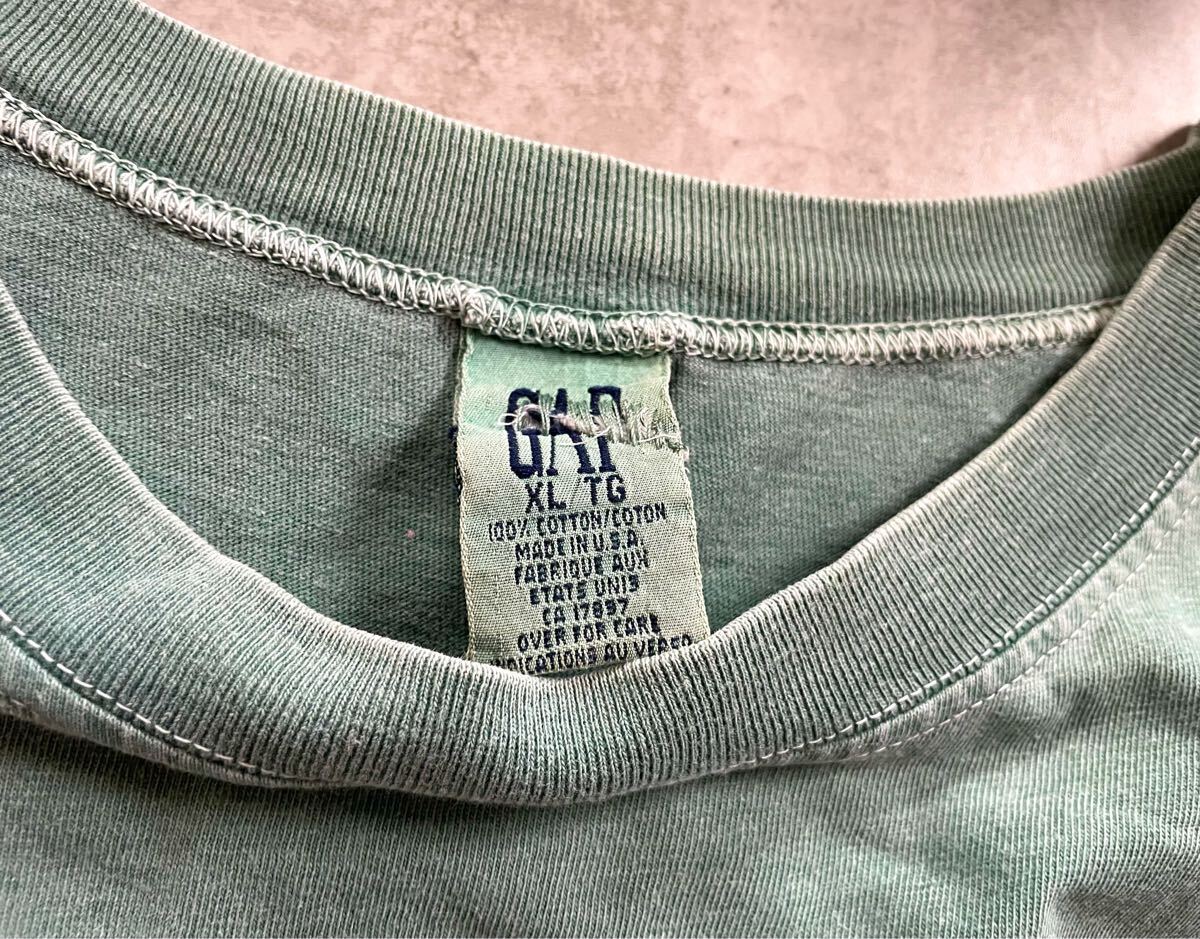 GAP
XL/TG
100% COTTON/COTON
MADE IN U.S.A.
FABRIQUE AUX
ETATS UNIS
CA 17897
OVER FOR CARE
INDICATIONS AU VERSO